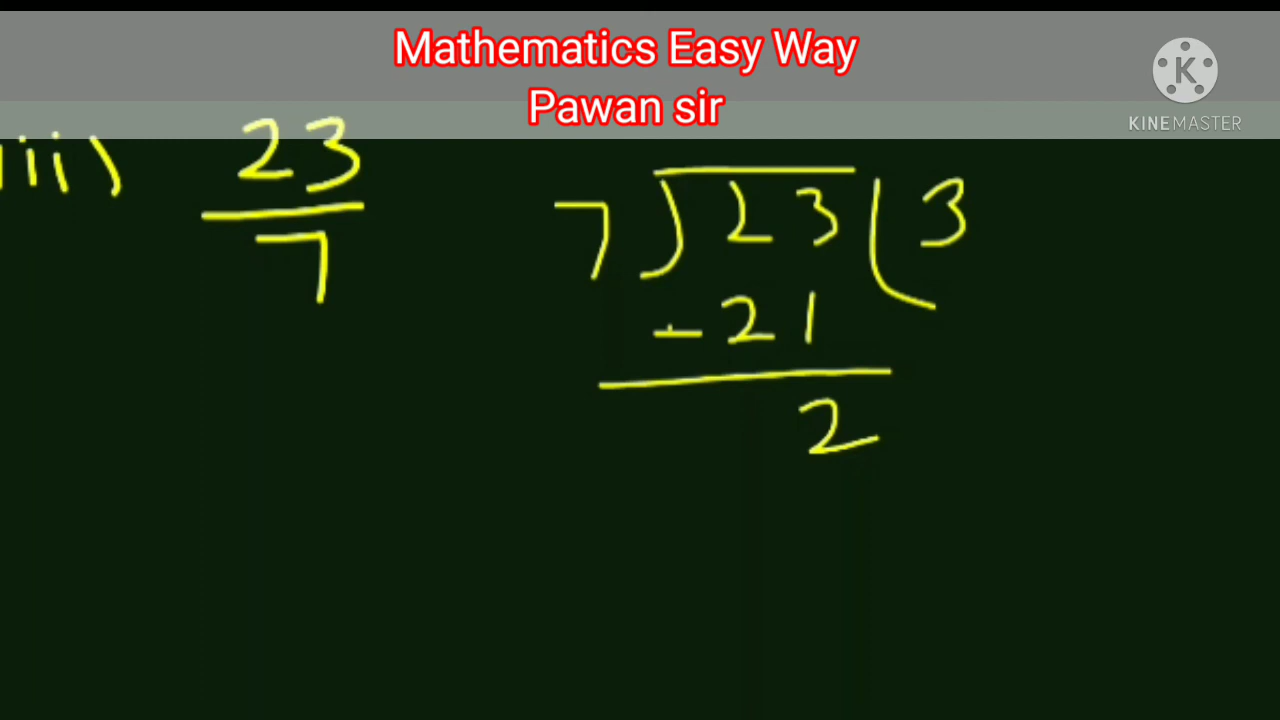 Mathematics Easy Way
Pawan sir
K
KINEMASTER
iii) 23
7
7 ) 23 ( 3
- 21
2